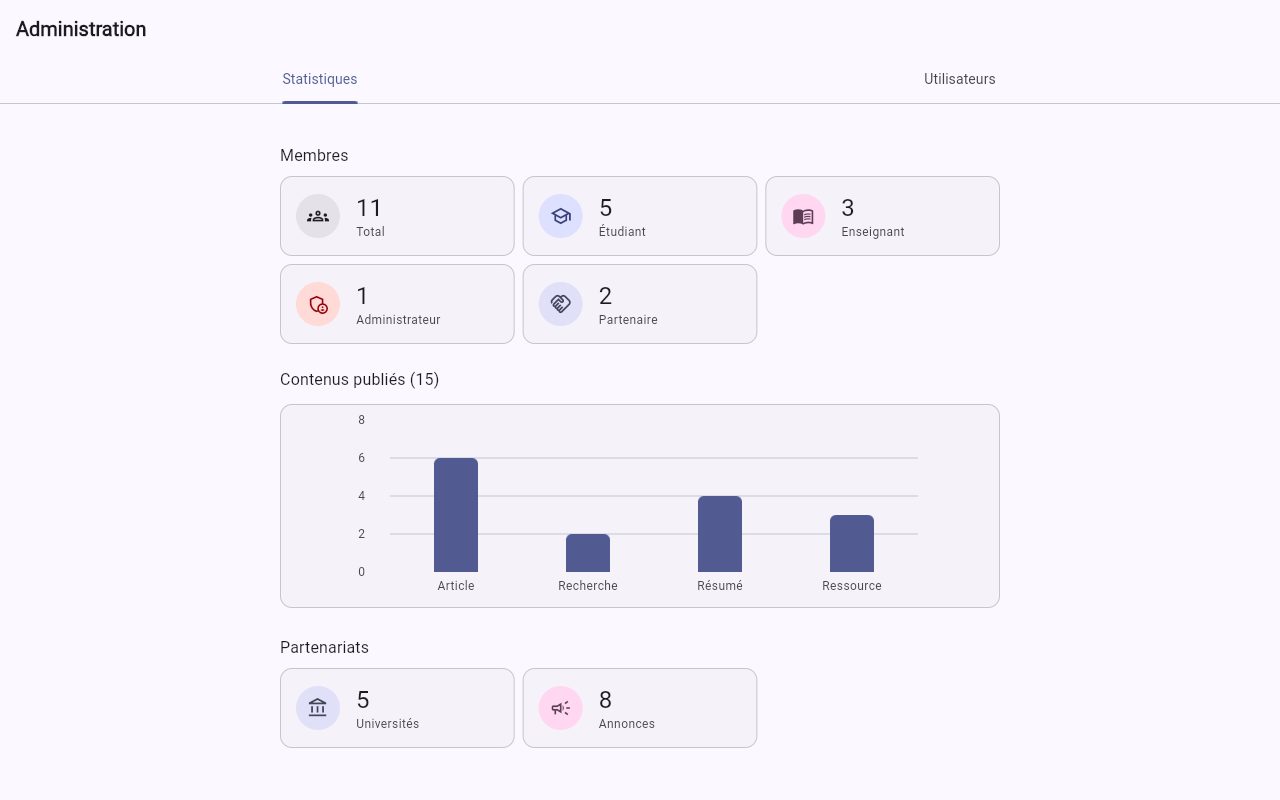 Administration
Statistiques
Utilisateurs
Membres
11
Total
5
Étudiant
3
Enseignant
1
Administrateur
2
Partenaire
Contenus publiés (15)
8
6
4
2
0
Article
Recherche
Résumé
Ressource
Partenariats
5
Universités
8
Annonces